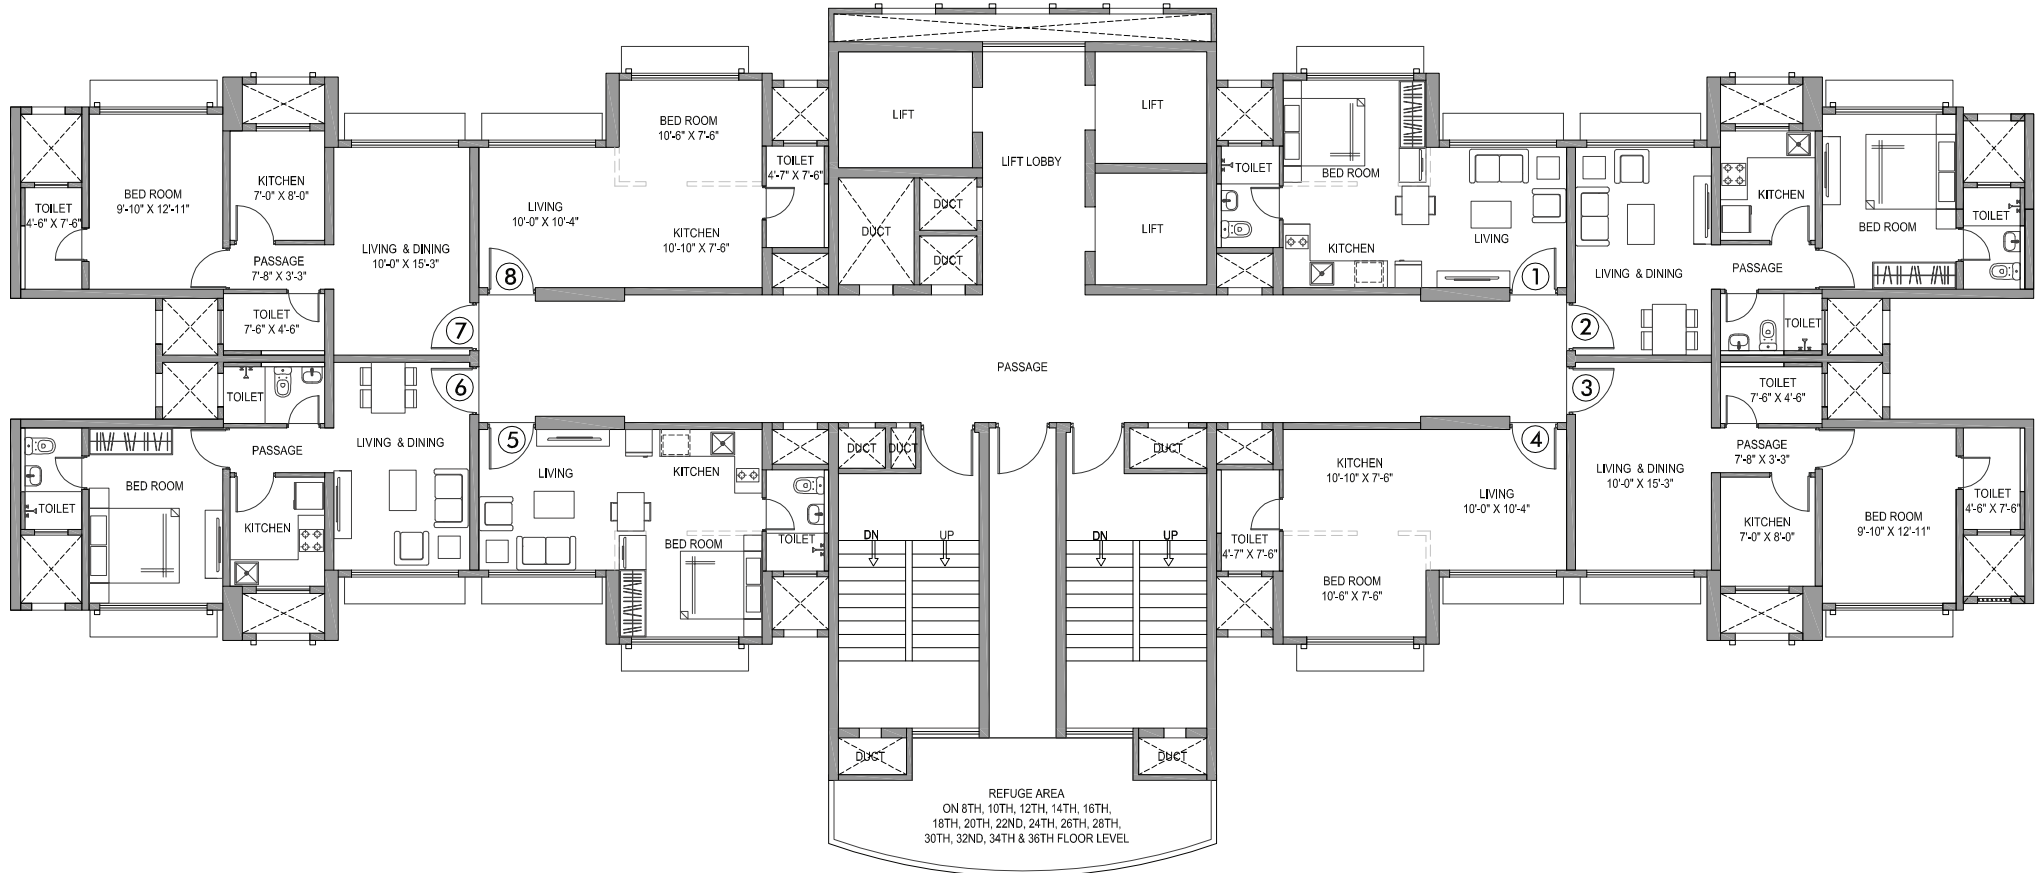 LIFT
LIFT LOBBY
LIFT
LIFT
DUCT
DUCT
DUCT
BED ROOM
10'-6" X 7'-6"
TOILET
4'-7" X 7'-6"
LIVING
10'-0" X 10'-4"
KITCHEN
10'-10" X 7'-6"
8
BED ROOM
9'-10" X 12'-11"
TOILET
4'-6" X 7'-6"
KITCHEN
7'-0" X 8'-0"
LIVING & DINING
10'-0" X 15'-3"
PASSAGE
7'-8" X 3'-3"
TOILET
7'-6" X 4'-6"
7
TOILET
BED ROOM
KITCHEN
LIVING
1
KITCHEN
BED ROOM
TOILET
LIVING & DINING
PASSAGE
TOILET
2
PASSAGE
6
TOILET
LIVING & DINING
PASSAGE
BED ROOM
TOILET
KITCHEN
5
LIVING
KITCHEN
BED ROOM
TOILET
DUCT
DUCT
DUCT
DN
UP
DN
UP
DUCT
DUCT
3
TOILET
7'-6" X 4'-6"
PASSAGE
7'-8" X 3'-3"
LIVING & DINING
10'-0" X 15'-3"
KITCHEN
7'-0" X 8'-0"
BED ROOM
9'-10" X 12'-11"
TOILET
4'-6" X 7'-6"
4
KITCHEN
10'-10" X 7'-6"
LIVING
10'-0" X 10'-4"
TOILET
4'-7" X 7'-6"
BED ROOM
10'-6" X 7'-6"
REFUGE AREA
ON 8TH, 10TH, 12TH, 14TH, 16TH,
18TH, 20TH, 22ND, 24TH, 26TH, 28TH,
30TH, 32ND, 34TH & 36TH FLOOR LEVEL